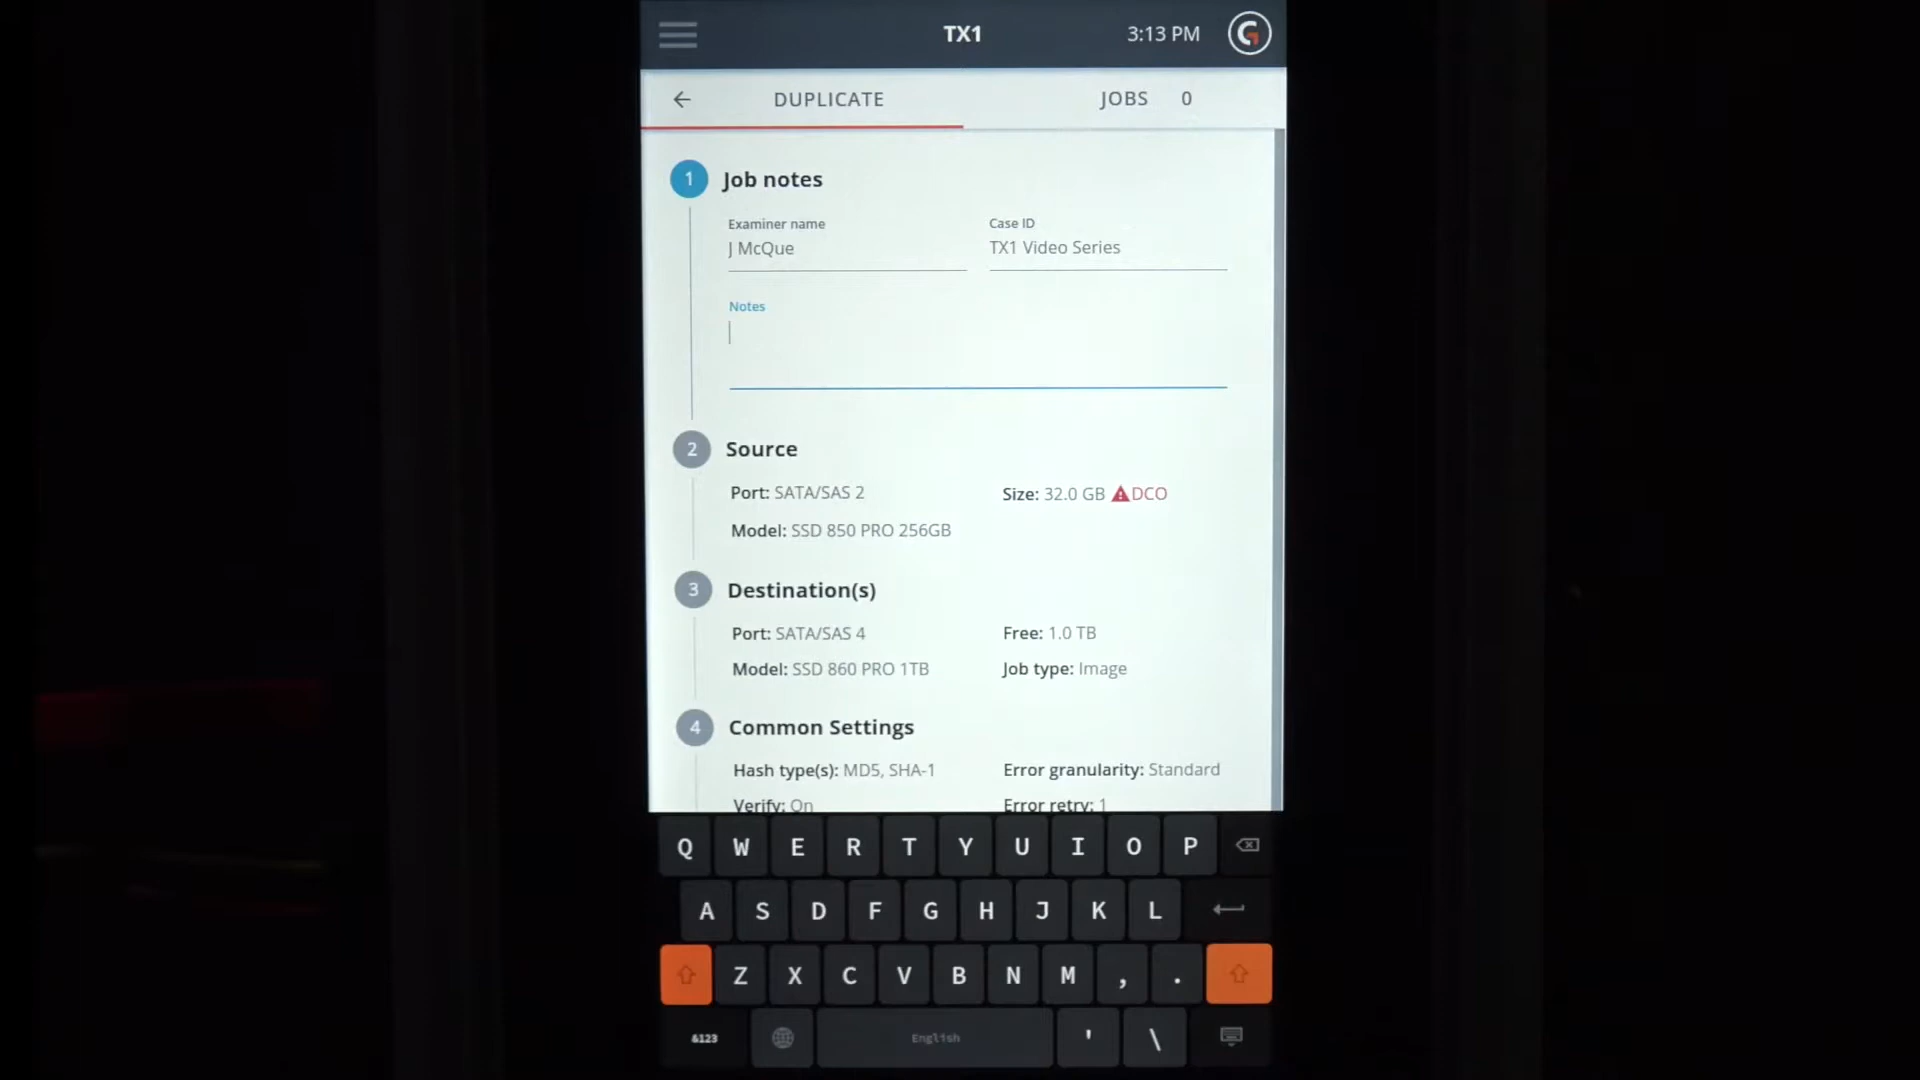 TX1 3:13 PM
DUPLICATE JOBS 0
1 Job notes
Examiner name Case ID
J McQue TX1 Video Series
Notes
2 Source
Port: SATA/SAS 2 Size: 32.0 GB DCO
Model: SSD 850 PRO 256GB
3 Destination(s)
Port: SATA/SAS 4 Free: 1.0 TB
Model: SSD 860 PRO 1TB Job type: Image
4 Common Settings
Hash type(s): MD5, SHA-1 Error granularity: Standard
Verify: On Error retry: 1
Q W E R T Y U I O P
A S D F G H J K L
Z X C V B N M , .
&123 English ' \